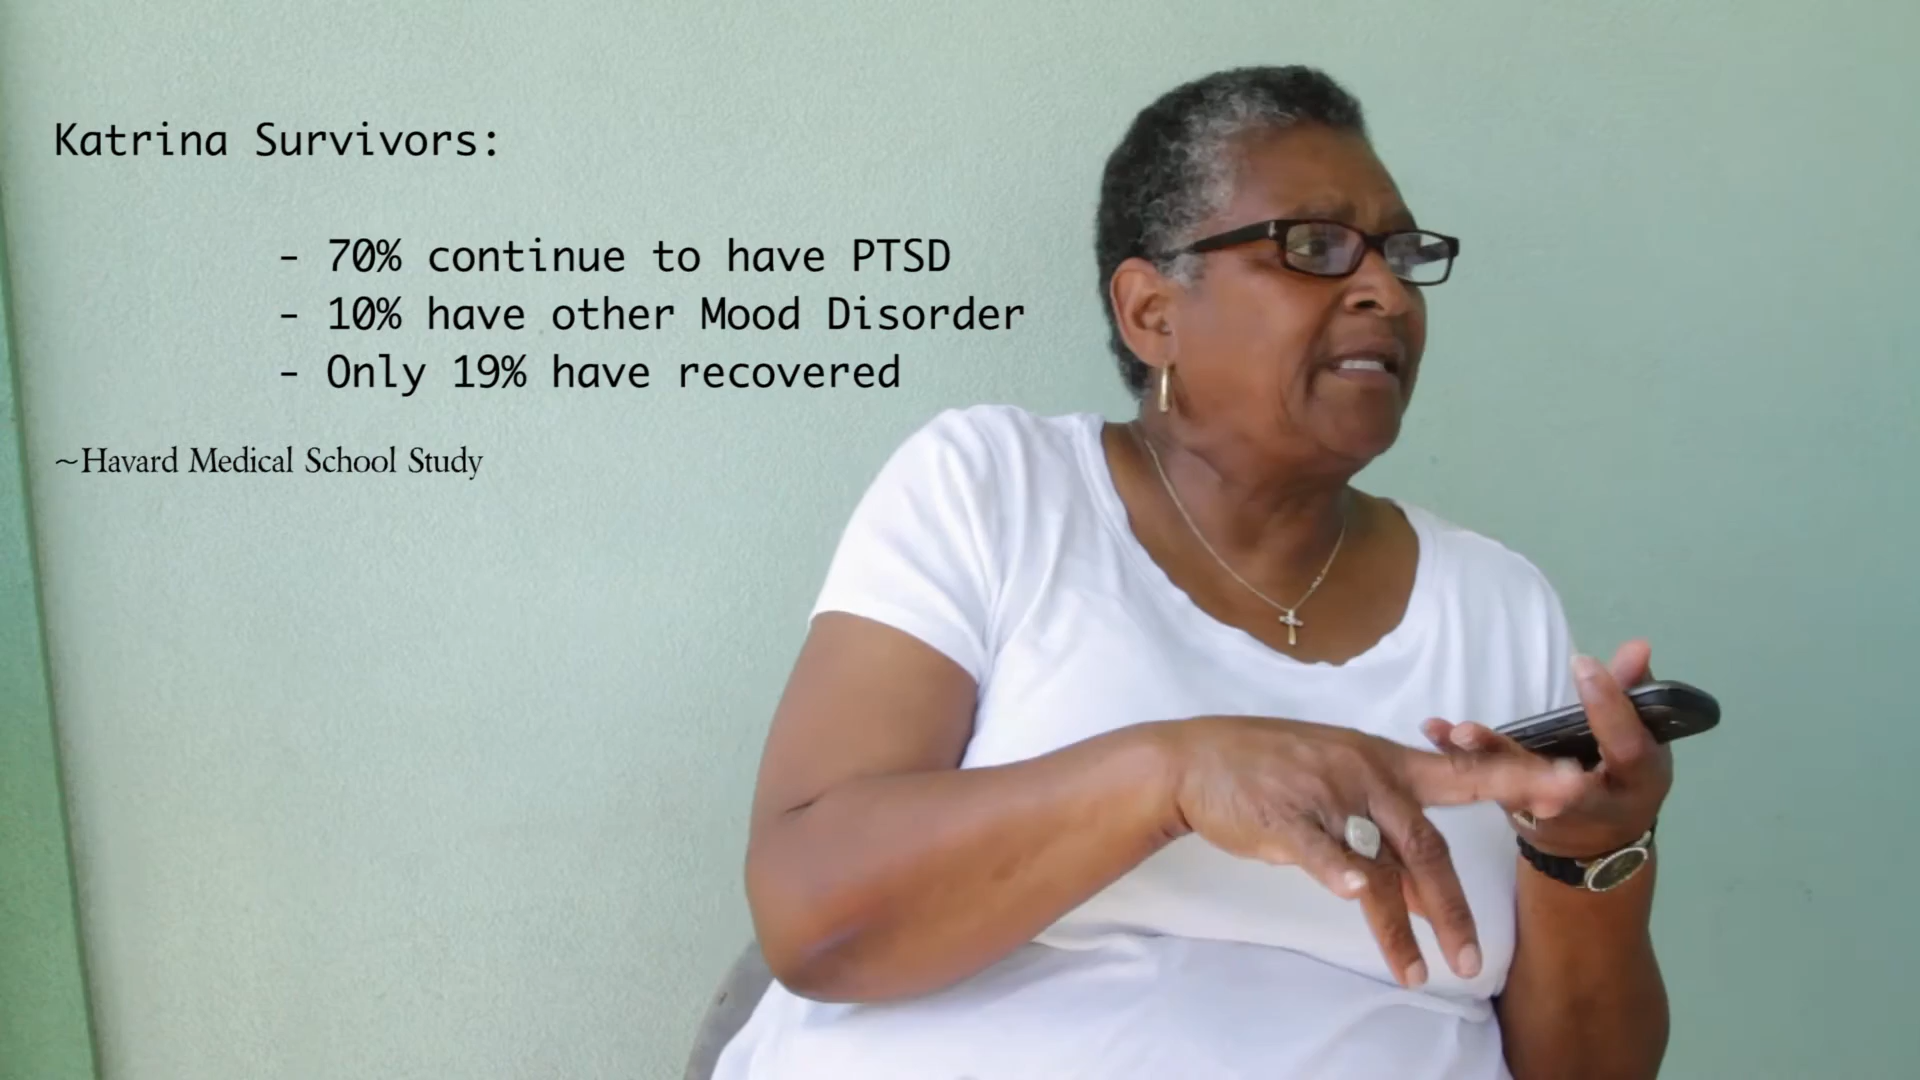 Katrina Survivors:
- 70% continue to have PTSD
- 10% have other Mood Disorder
- Only 19% have recovered
~Havard Medical School Study